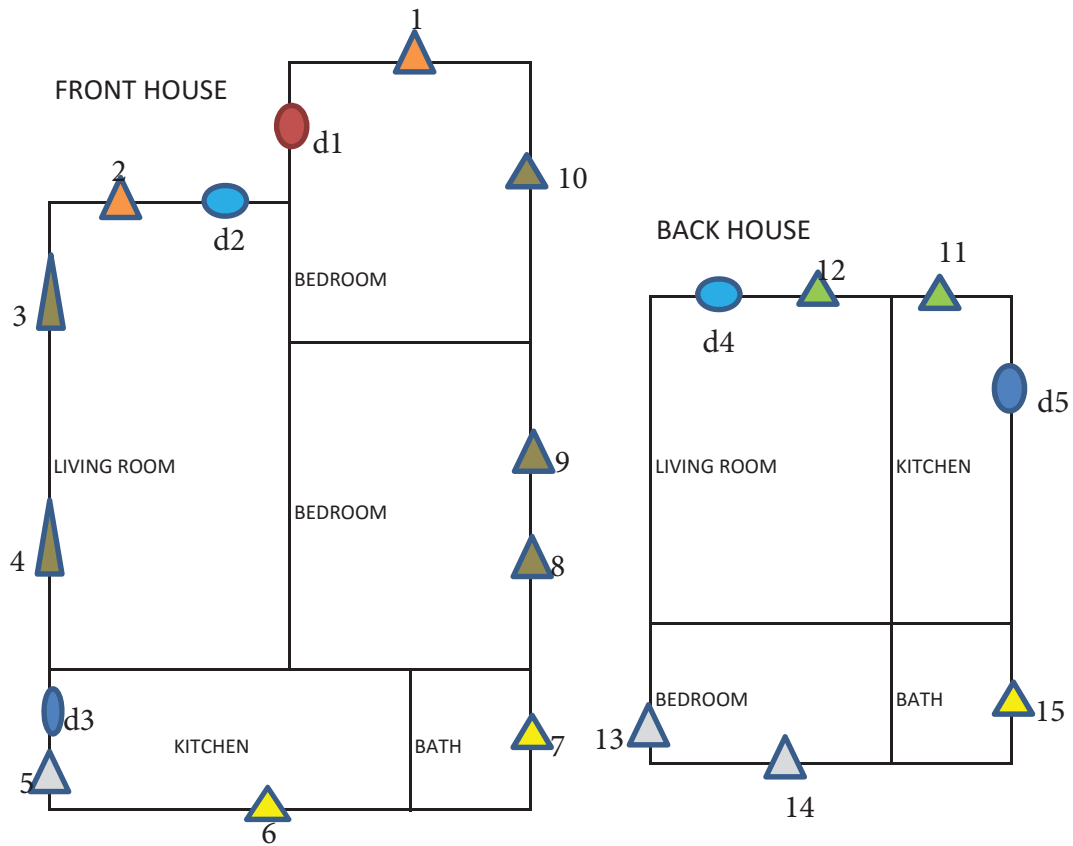 1
FRONT HOUSE
d1
2
10
d2
BACK HOUSE
11
12
BEDROOM
3
d4
d5
9
LIVING ROOM
LIVING ROOM
KITCHEN
BEDROOM
4
8
BEDROOM
BATH
15
d3
KITCHEN
BATH
7
13
5
14
6